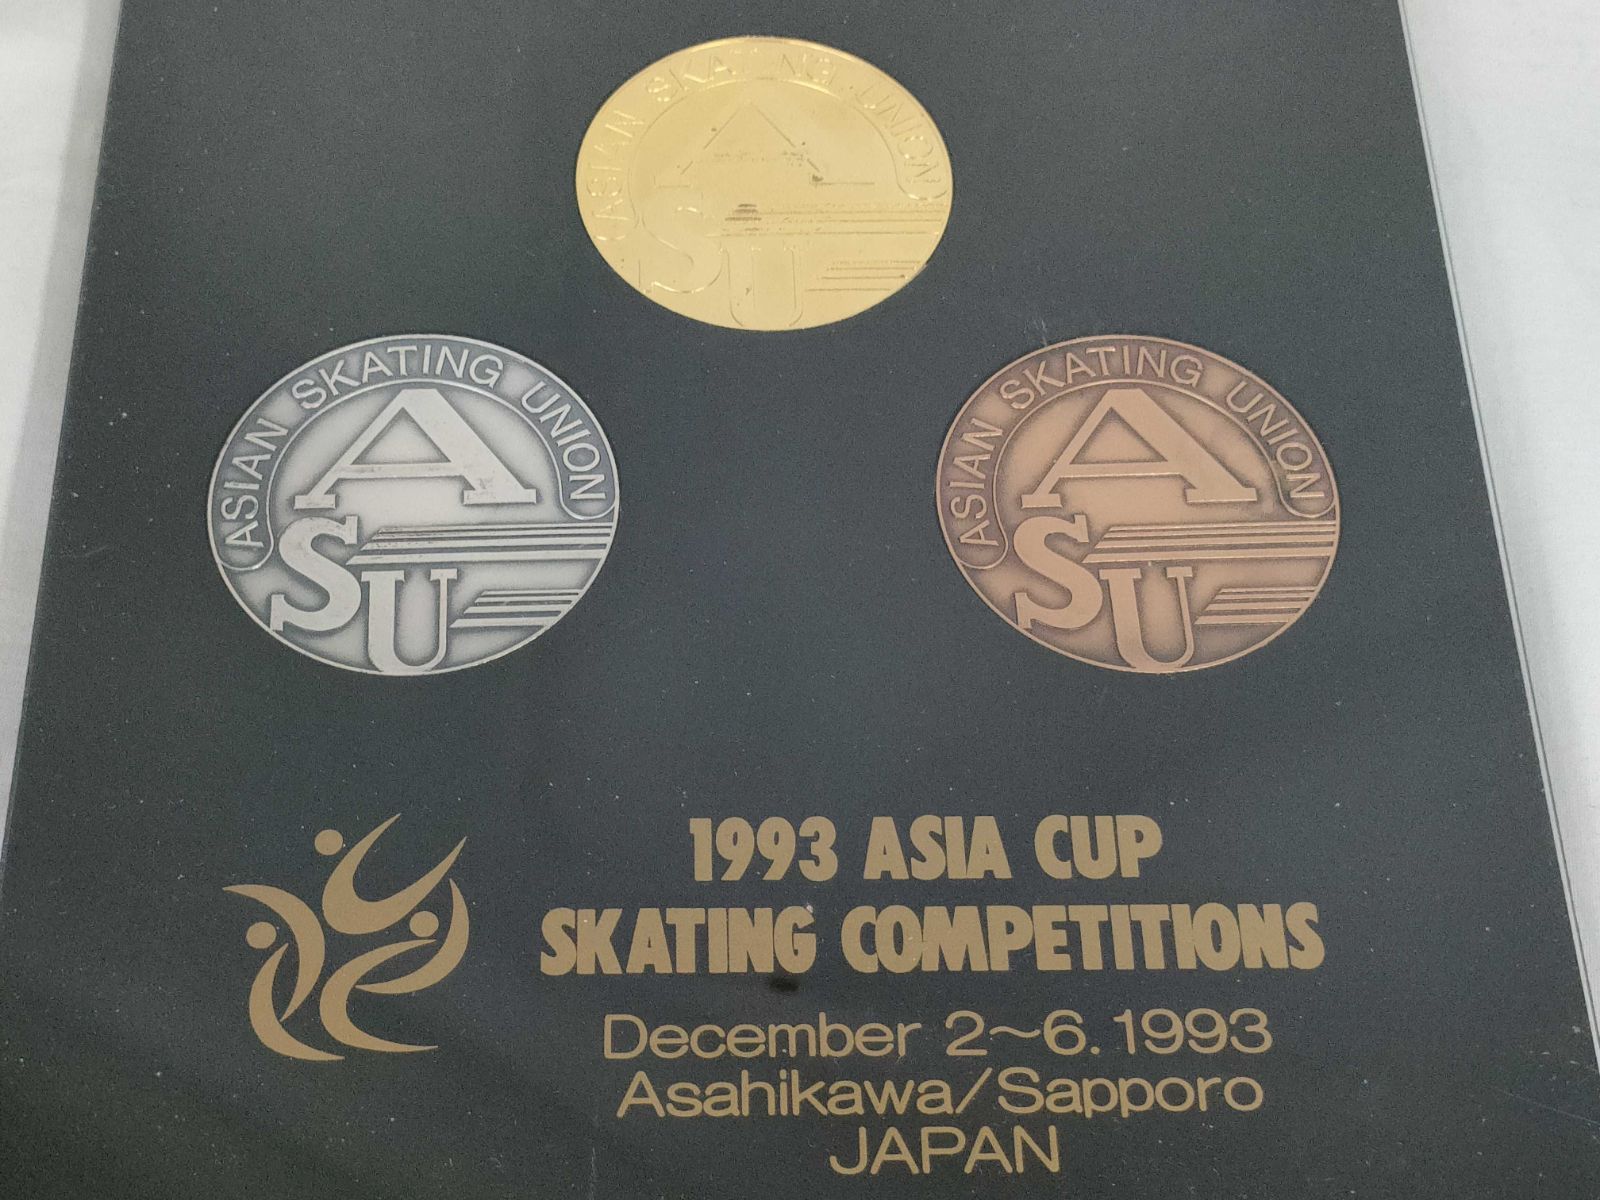 ASIAN SKATING UNION
A
SU
ASIAN SKATING UNION
A
SU
ASIAN SKATING UNION
A
SU
1993 ASIA CUP
SKATING COMPETITIONS
December 2~6.1993
Asahikawa/Sapporo
JAPAN